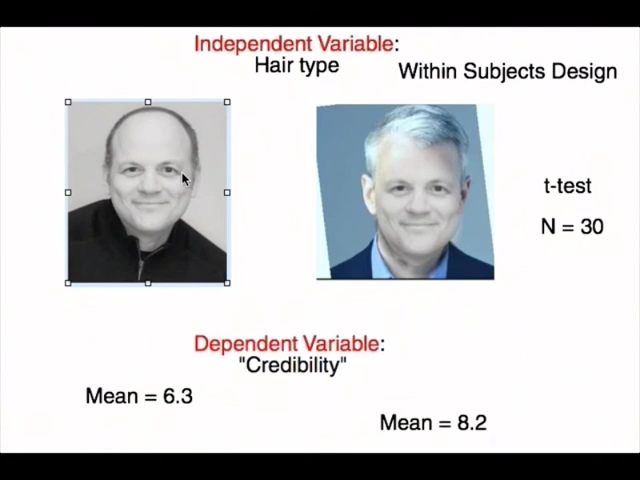 Independent Variable:
Hair type
Within Subjects Design
t-test
N = 30
Dependent Variable:
"Credibility"
Mean = 6.3
Mean = 8.2